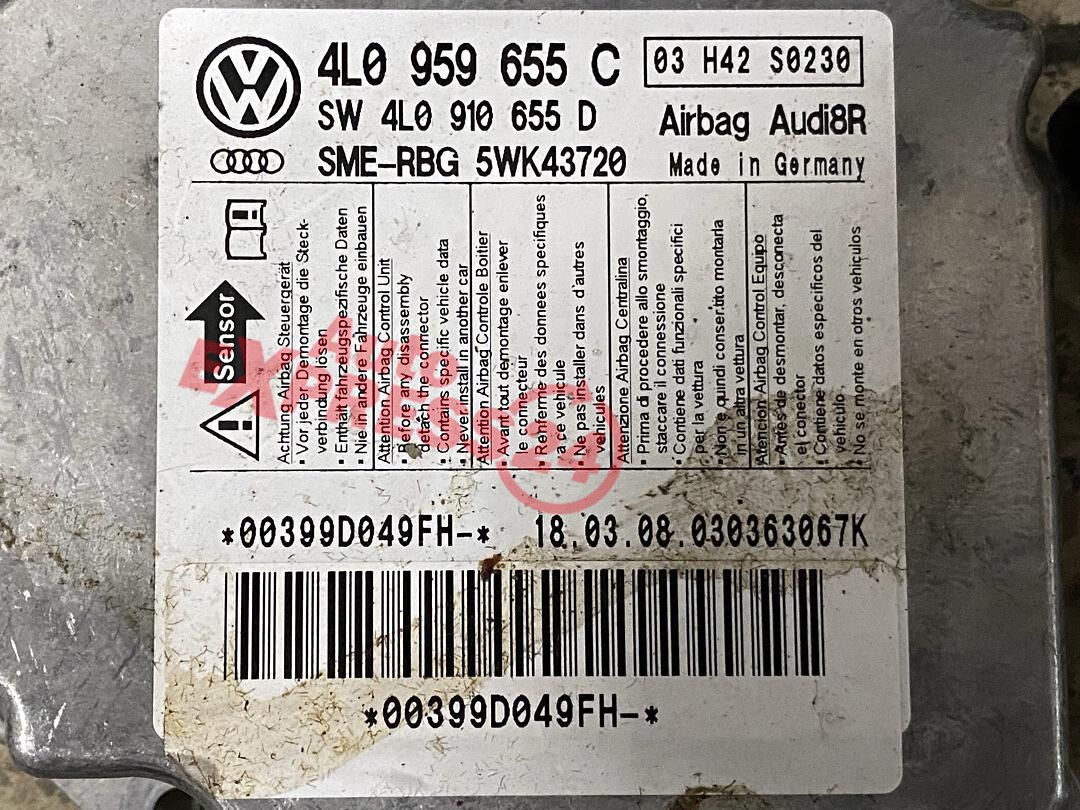 4L0 959 655 C
03 H42 S0230
SW 4L0 910 655 D
Airbag Audi8R
SME-RBG 5WK43720
Made in Germany
Sensor
Achtung Airbag Steuergerät
• Vor jeder Demontage die Steck-
verbindung lösen
• Enthält fahrzeugspezifische Daten
• Nie in andere Fahrzeuge einbauen
Attention Airbag Control Unit
• Before any disassembly
detach the connector
• Contains specific vehicle data
• Never install in another car
Attention Airbag Controle Boitier
• Avant tout demontage enlever
le connecteur
• Renferme des donnees specifiques
a ce vehicule
• Ne pas installer dans d'autres
vehicules
Attenzione Airbag Centralina
• Prima di procedere allo smontaggio,
staccare il connessione
• Contiene dati funzionali specifici
per la vettura
• Non e quindi consentito montarla
in un altra vettura
Atencion Airbag Control Equipo
• Antes de desmontar, desconecta
el conector
• Contiene datos especificos del
vehiculo
• No se monte en otros vehiculos
*00399D049FH-*
18.03.08.030363067K
*00399D049FH-*